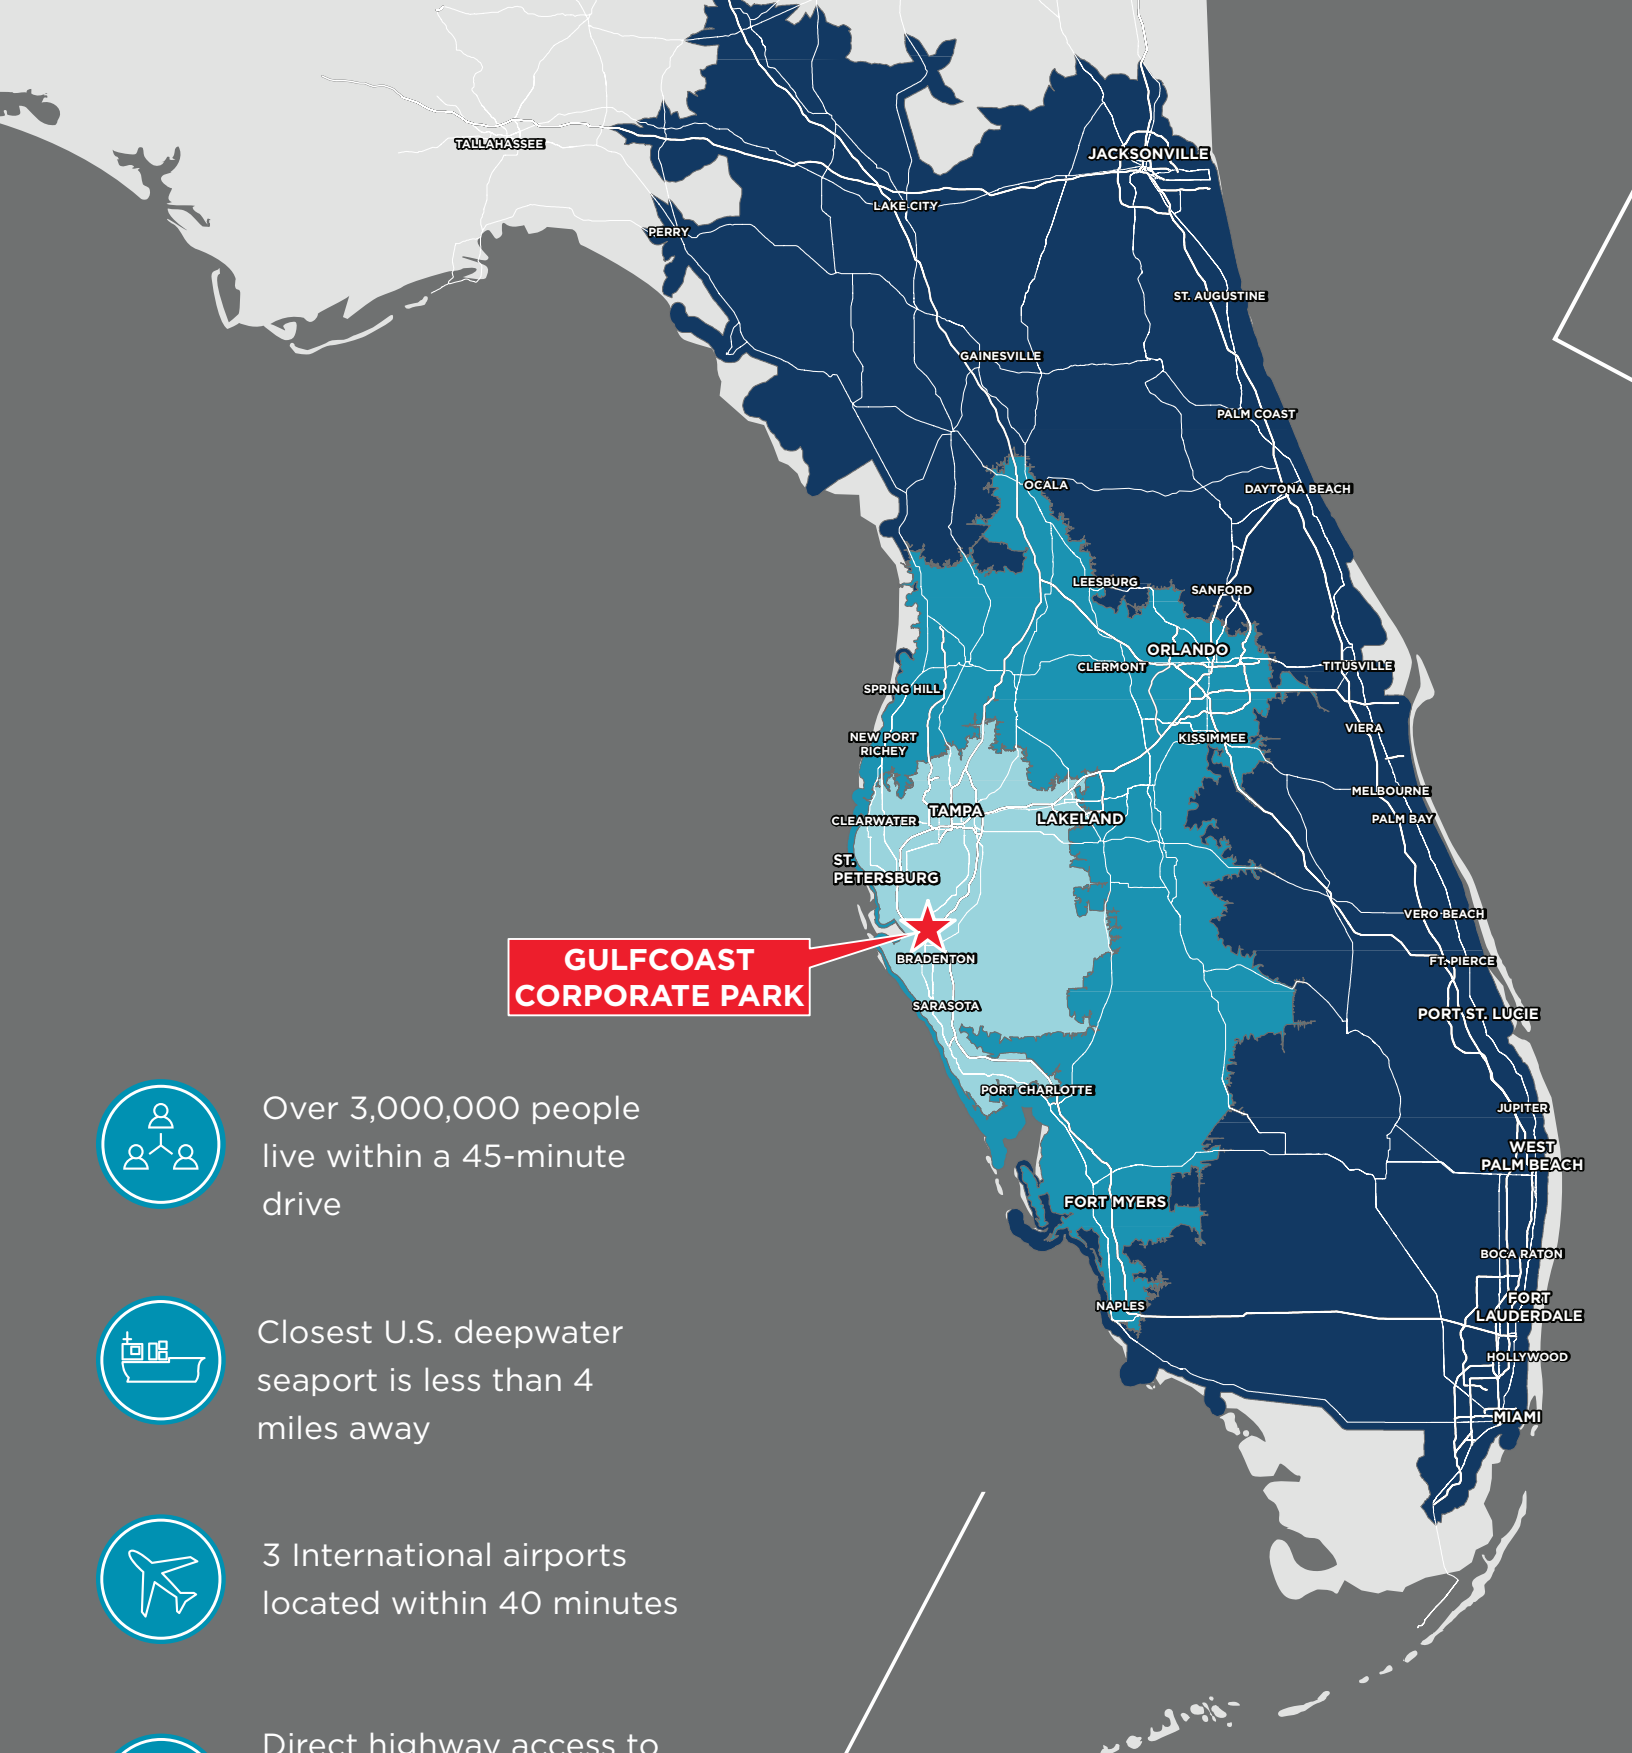 TALLAHASSEE
JACKSONVILLE
LAKE CITY
PERRY
ST. AUGUSTINE
GAINESVILLE
PALM COAST
OCALA
DAYTONA BEACH
LEESBURG
SANFORD
ORLANDO
CLERMONT
TITUSVILLE
SPRING HILL
VIERA
NEW PORT
RICHEY
KISSIMMEE
MELBOURNE
TAMPA
CLEARWATER
LAKELAND
PALM BAY
ST.
PETERSBURG
VERO BEACH
GULFCOAST
CORPORATE PARK
BRADENTON
FT. PIERCE
SARASOTA
PORT ST. LUCIE
PORT CHARLOTTE
JUPITER
WEST
PALM BEACH
FORT MYERS
BOCA RATON
NAPLES
FORT
LAUDERDALE
HOLLYWOOD
MIAMI
Over 3,000,000 people
live within a 45-minute
drive
Closest U.S. deepwater
seaport is less than 4
miles away
3 International airports
located within 40 minutes
Direct highway access to